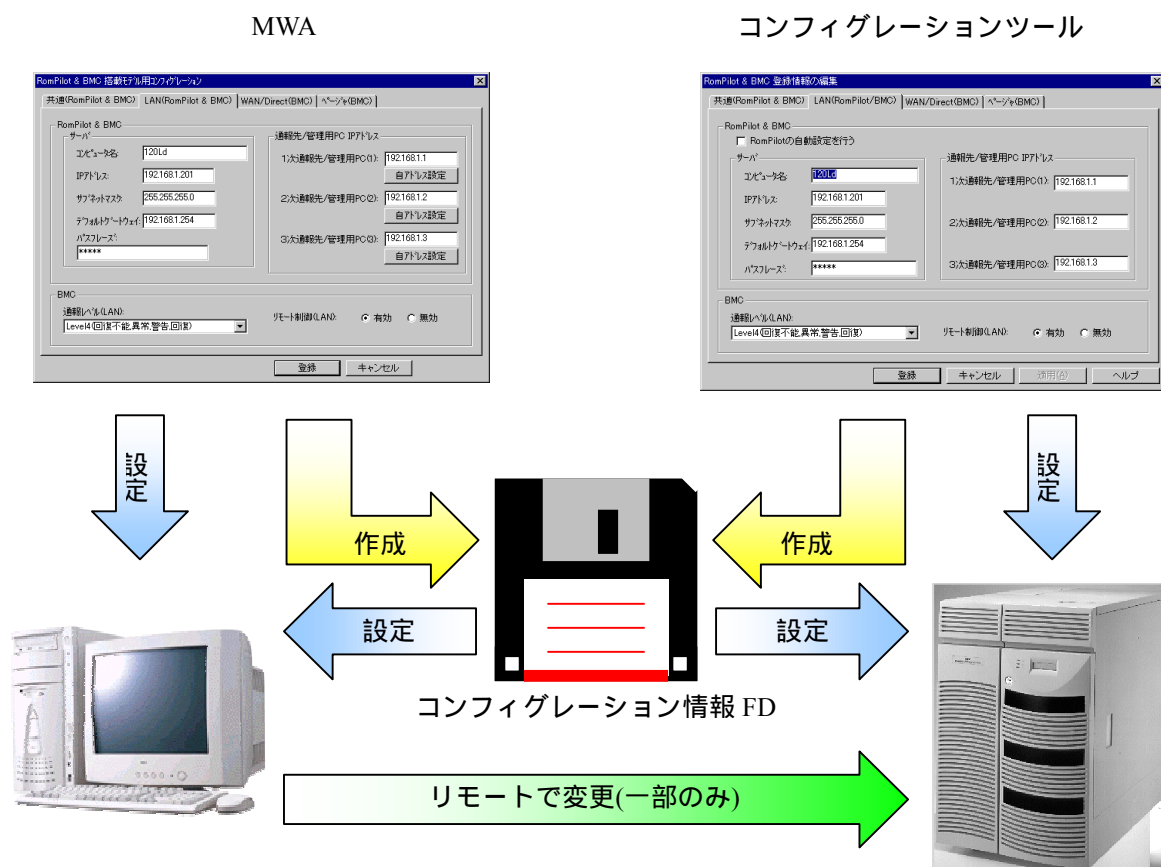 MWA
コンフィグレーションツール
RomPilot & BMC 搭載モデル用コンフィグレーション
共通(RomPilot & BMC)
LAN(RomPilot & BMC)
WAN/Direct(BMC)
ページャ(BMC)
RomPilot & BMC
サーバ
コンピュータ名:
120Ld
IPアドレス:
192.168.1.201
サブネットマスク:
255.255.255.0
デフォルトゲートウェイ:
192.168.1.254
パスフレーズ:
*****
通報先/管理用PC IPアドレス
1次通報先/管理用PC(1):
192.168.1.1
自アドレス設定
2次通報先/管理用PC(2):
192.168.1.2
自アドレス設定
3次通報先/管理用PC(3):
192.168.1.3
自アドレス設定
BMC
通報レベル(LAN):
Level4(回復不能,異常,警告,回復)
リモート制御(LAN):
有効
無効
登録
キャンセル
RomPilot & BMC 登録情報の編集
共通(RomPilot & BMC)
LAN(RomPilot/BMC)
WAN/Direct(BMC)
ページャ(BMC)
RomPilot & BMC
RomPilotの自動設定を行う
サーバ
コンピュータ名:
120Ld
IPアドレス:
192.168.1.201
サブネットマスク:
255.255.255.0
デフォルトゲートウェイ:
192.168.1.254
パスフレーズ:
*****
通報先/管理用PC IPアドレス
1次通報先/管理用PC(1):
192.168.1.1
2次通報先/管理用PC(2):
192.168.1.2
3次通報先/管理用PC(3):
192.168.1.3
BMC
通報レベル(LAN):
Level4(回復不能,異常,警告,回復)
リモート制御(LAN):
有効
無効
登録
キャンセル
適用(A)
ヘルプ
設定
作成
作成
設定
設定
設定
コンフィグレーション情報 FD
リモートで変更(一部のみ)